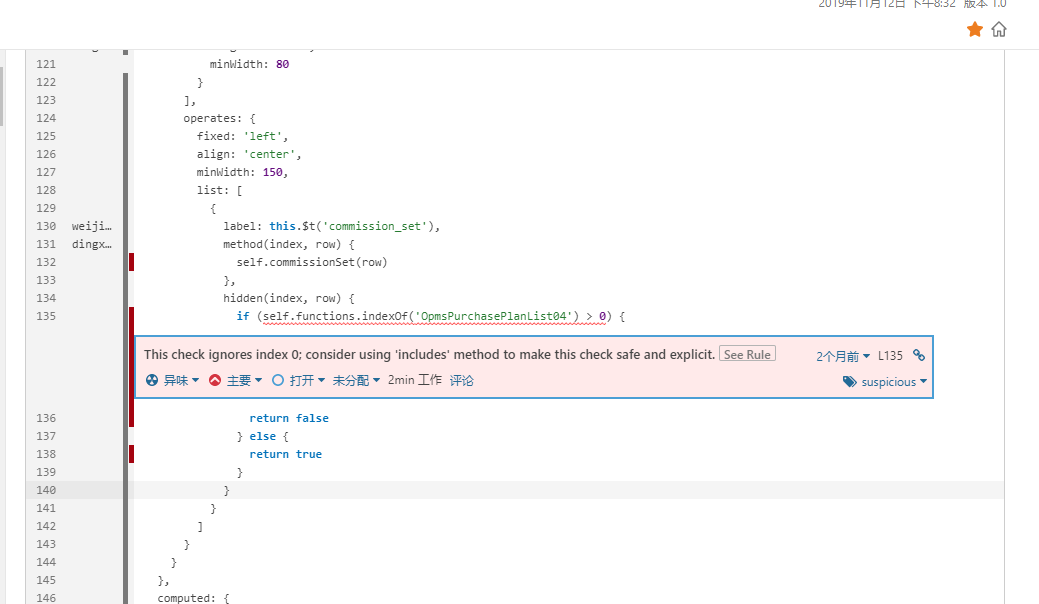 2019年11月12日 下午8:32 版本 1.0
121 minWidth: 80
122 }
123 ],
124 operates: {
125 fixed: 'left',
126 align: 'center',
127 minWidth: 150,
128 list: [
129 {
130 weiji… label: this.$t('commission_set'),
131 dingx… method(index, row) {
132 self.commissionSet(row)
133 },
134 hidden(index, row) {
135 if (self.functions.indexOf('OpmsPurchasePlanList04') > 0) {
This check ignores index 0; consider using 'includes' method to make this check safe and explicit. See Rule 2个月前 L135
异味 主要 打开 未分配 2min 工作 评论 suspicious
136 return false
137 } else {
138 return true
139 }
140 }
141 }
142 ]
143 }
144 }
145 },
146 computed: {